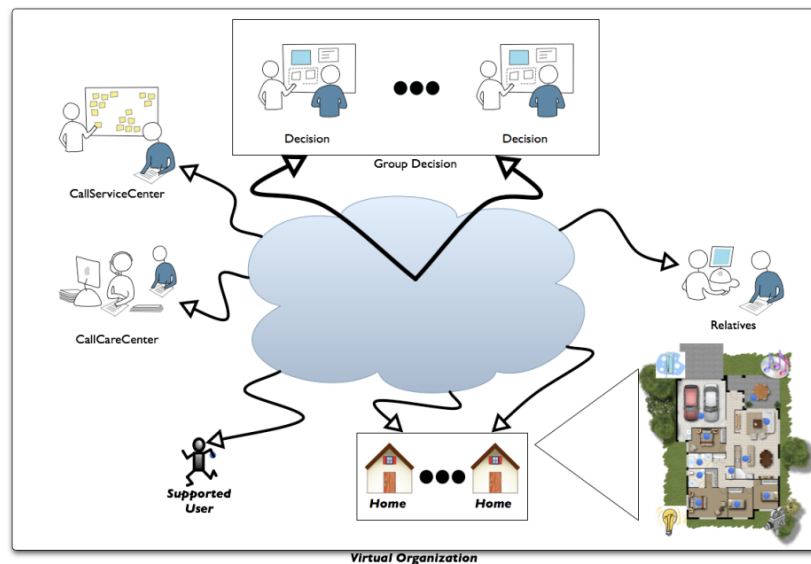 Decision
Decision
Group Decision
CallServiceCenter
CallCareCenter
Relatives
Supported
User
Home
Home
Virtual Organization